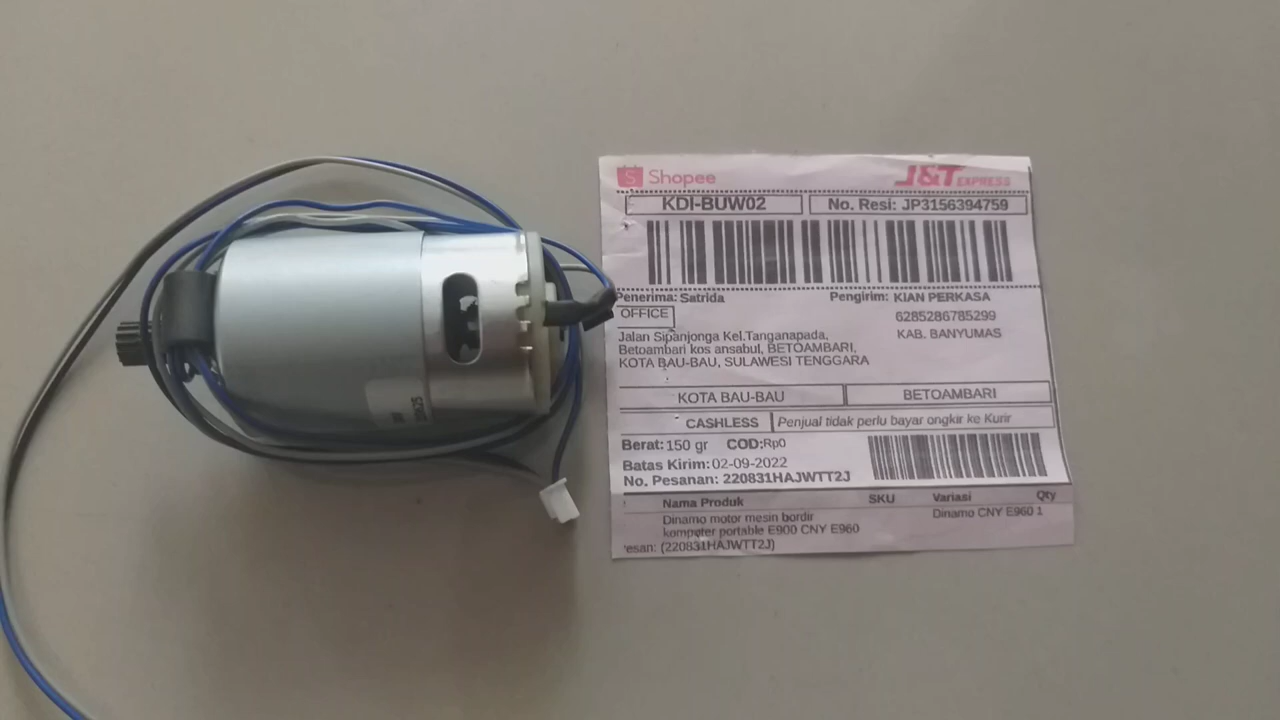 Shopee
J&T EXPRESS
KDI-BUW02
No. Resi: JP3156394759
Penerima: Satrida
Pengirim: KIAN PERKASA
OFFICE
6285286785299
KAB. BANYUMAS
Jalan Sipanjonga Kel.Tanganapada,
Betoambari kos ansabul, BETOAMBARI,
KOTA BAU-BAU, SULAWESI TENGGARA
KOTA BAU-BAU
BETOAMBARI
CASHLESS
Penjual tidak perlu bayar ongkir ke Kurir
Berat: 150 gr COD:Rp0
Batas Kirim: 02-09-2022
No. Pesanan: 220831HAJWTT2J
Nama Produk SKU Variasi Qty
Dinamo motor mesin bordir Dinamo CNY E960 1
komputer portable E900 CNY E960
esan: (220831HAJWTT2J)